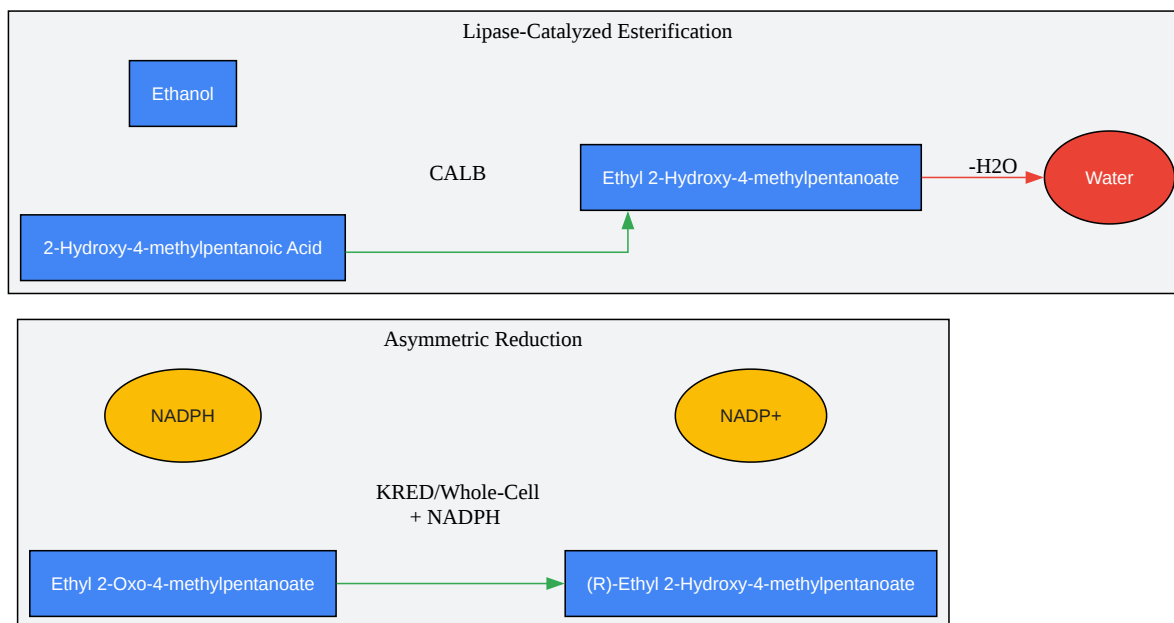 Lipase-Catalyzed Esterification
Ethanol
CALB
Ethyl 2-Hydroxy-4-methylpentanoate
-H2O
Water
2-Hydroxy-4-methylpentanoic Acid
Asymmetric Reduction
NADPH
NADP+
KRED/Whole-Cell
+ NADPH
Ethyl 2-Oxo-4-methylpentanoate
(R)-Ethyl 2-Hydroxy-4-methylpentanoate